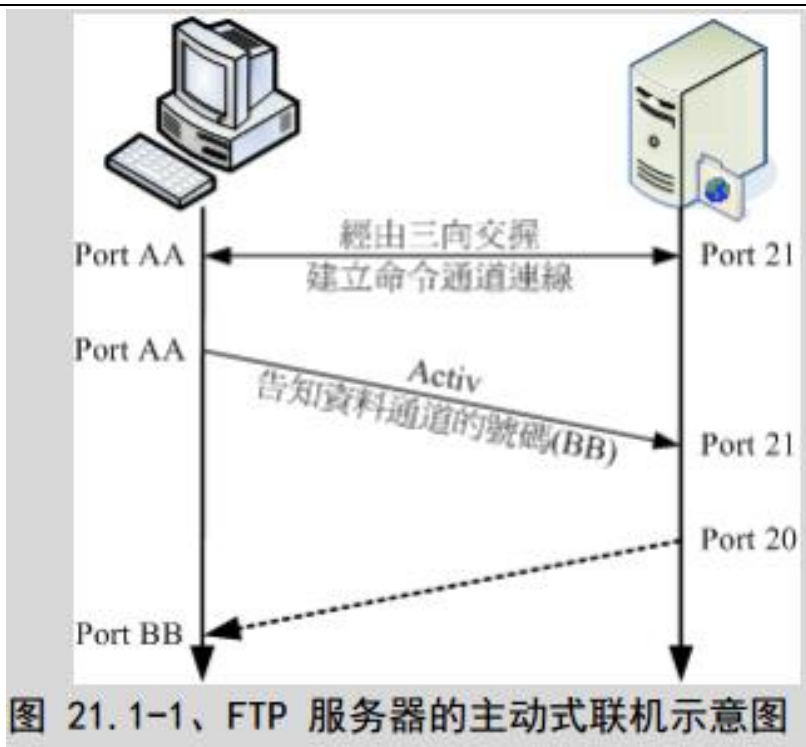 經由三向交握
Port AA
Port 21
建立命令通道連線
Port AA
Activ
告知資料通道的號碼(BB)
Port 21
Port 20
Port BB
图 21.1-1、FTP 服务器的主动式联机示意图